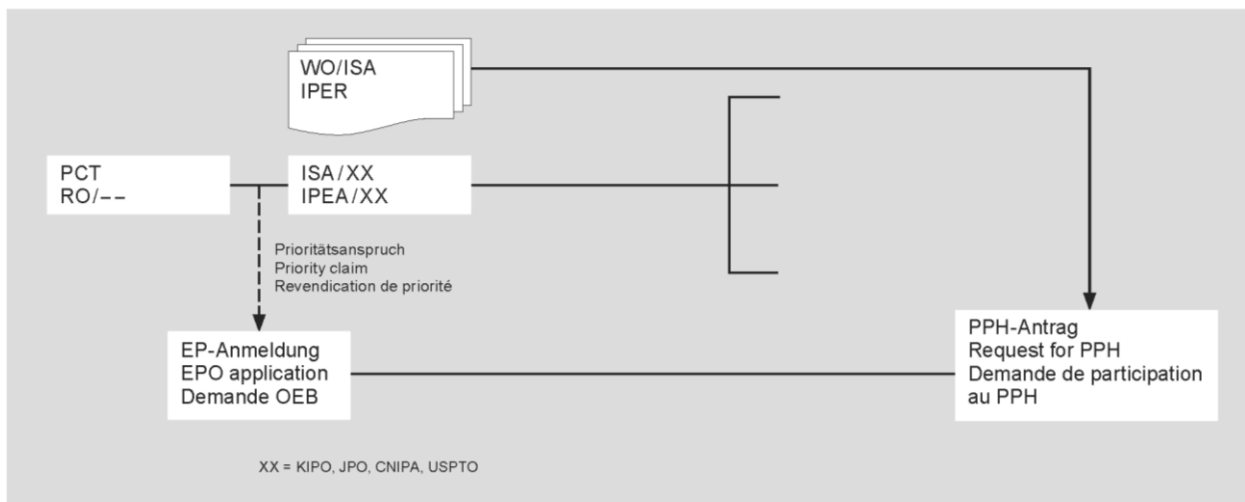 WO/ISA
IPER
PCT
RO/--
ISA/XX
IPEA/XX
Prioritätsanspruch
Priority claim
Revendication de priorité
EP-Anmeldung
EPO application
Demande OEB
PPH-Antrag
Request for PPH
Demande de participation
au PPH
XX = KIPO, JPO, CNIPA, USPTO